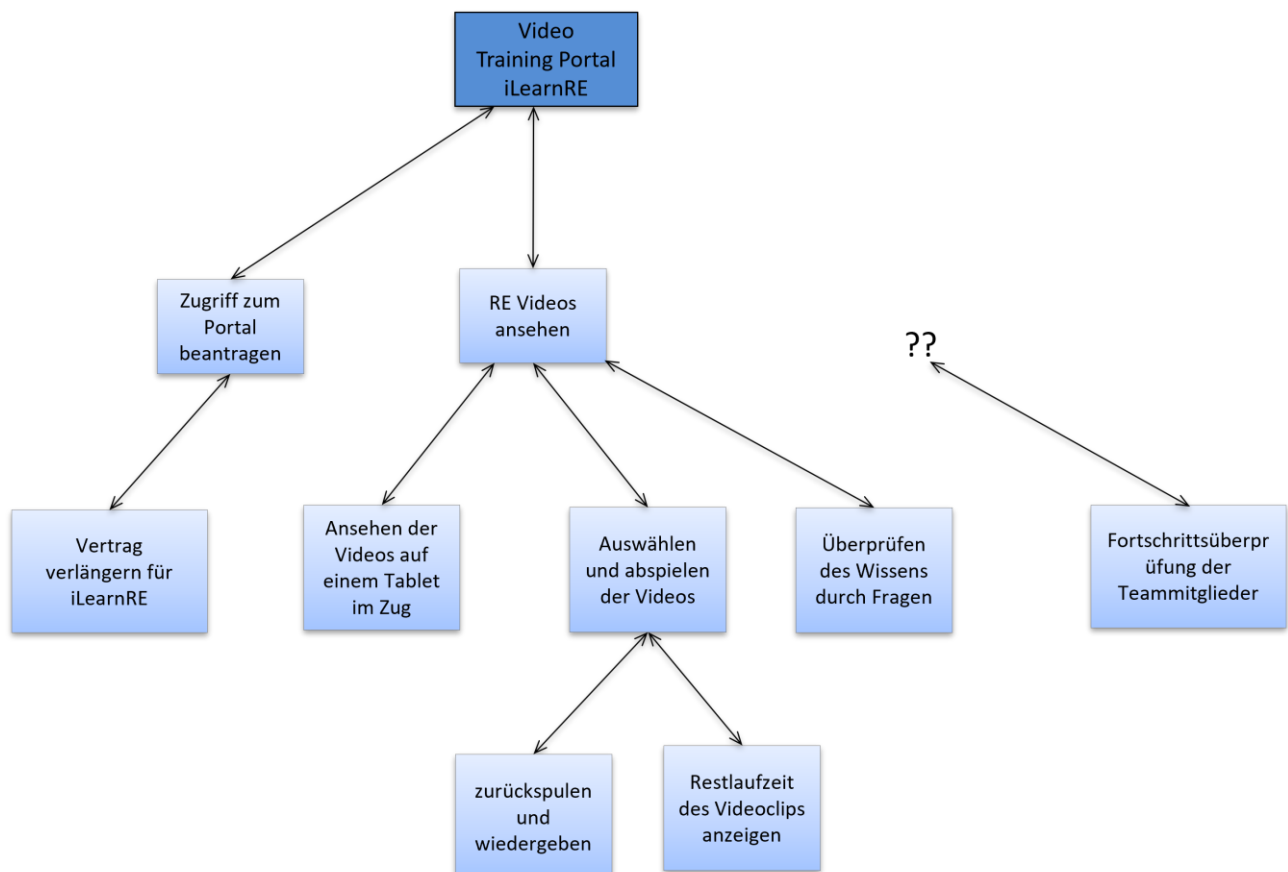 Video
Training Portal
iLearnRE
Zugriff zum
Portal
beantragen
RE Videos
ansehen
??
Vertrag
verlängern für
iLearnRE
Ansehen der
Videos auf
einem Tablet
im Zug
Auswählen
und abspielen
der Videos
Überprüfen
des Wissens
durch Fragen
Fortschrittsüberpr
üfung der
Teammitglieder
zurückspulen
und
wiedergeben
Restlaufzeit
des Videoclips
anzeigen